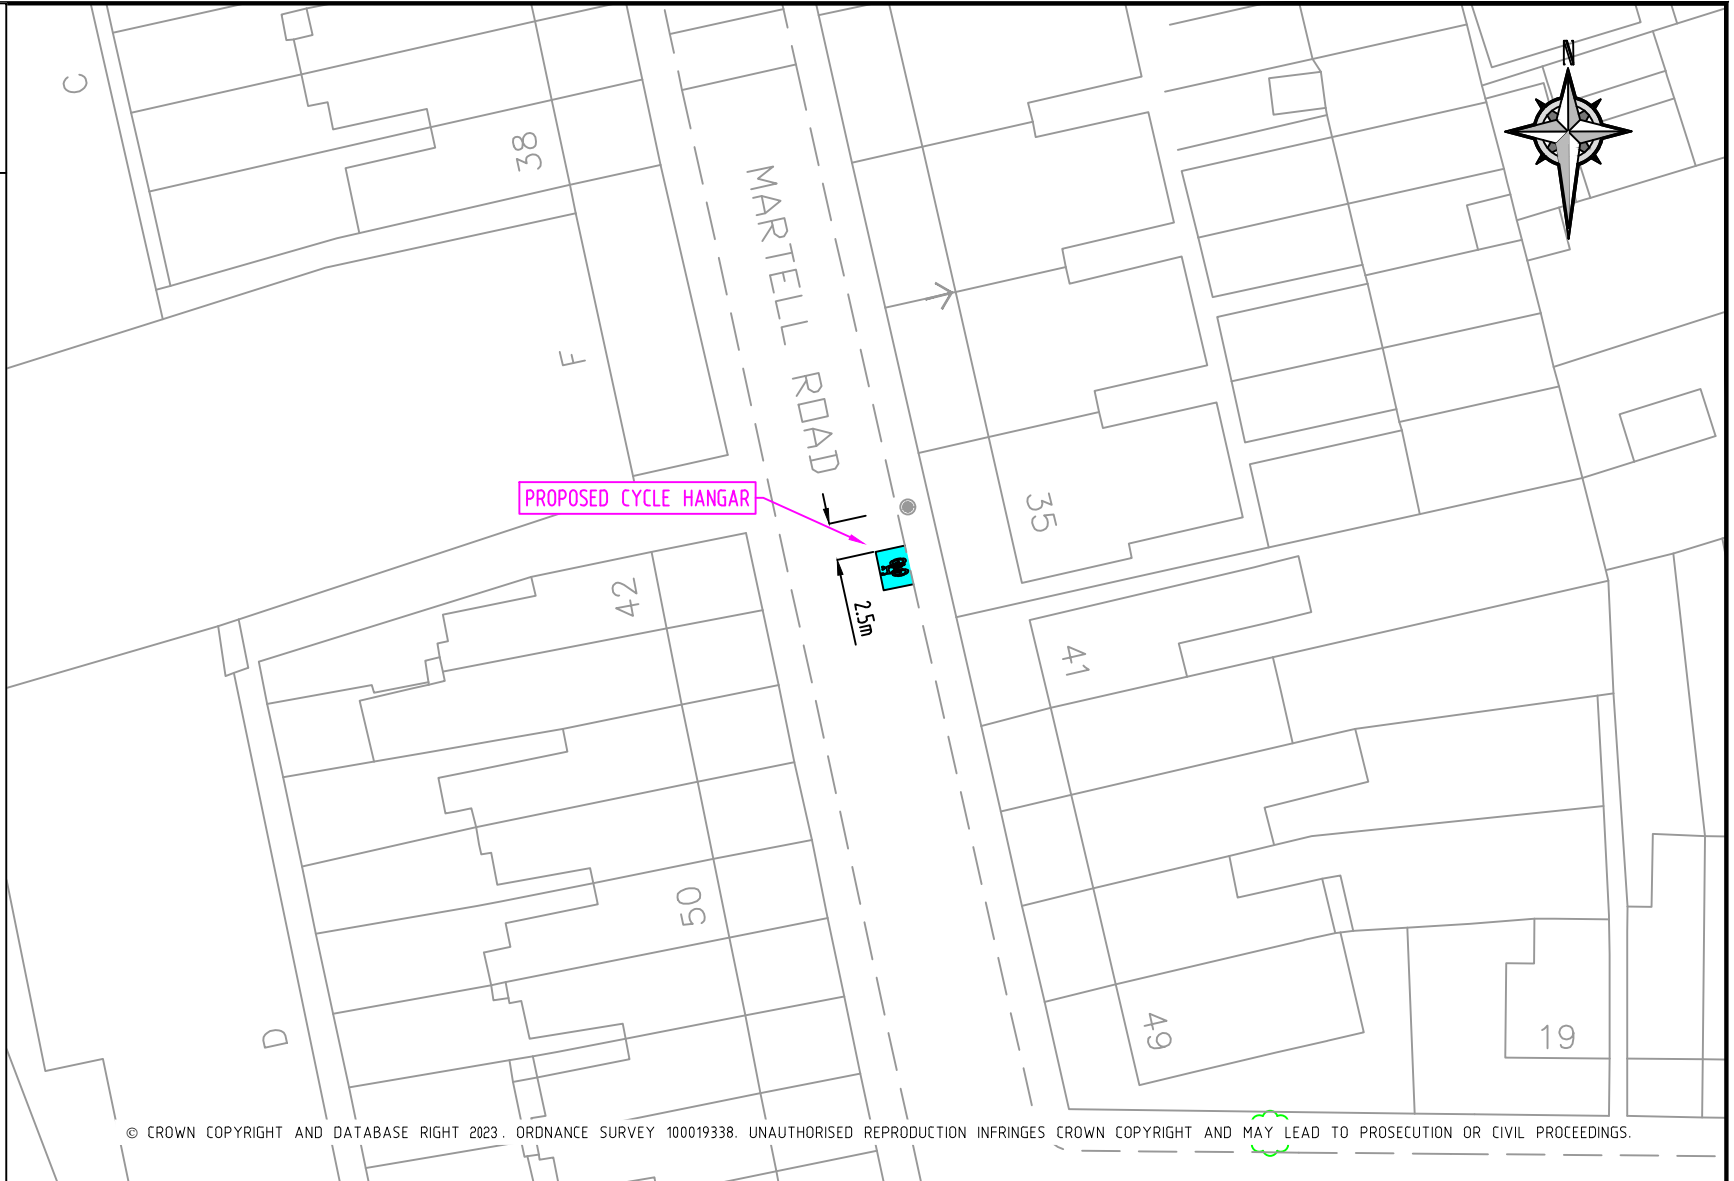 N
C
38
MARTELL ROAD
F
PROPOSED CYCLE HANGAR
35
42
2.5m
41
50
49
19
D
© CROWN COPYRIGHT AND DATABASE RIGHT 2023. ORDNANCE SURVEY 100019338. UNAUTHORISED REPRODUCTION INFRINGES CROWN COPYRIGHT AND MAY LEAD TO PROSECUTION OR CIVIL PROCEEDINGS.